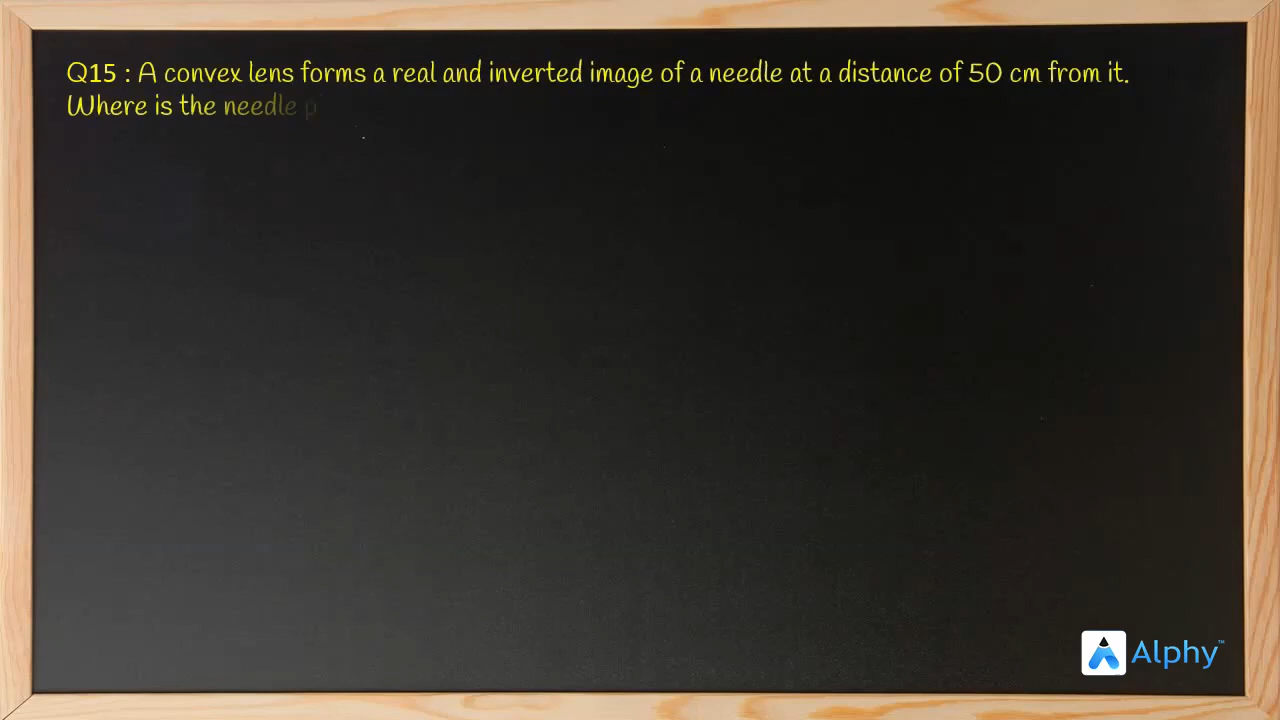 Q15 : A convex lens forms a real and inverted image of a needle at a distance of 50 cm from it.
Where is the needle p
Alphy™